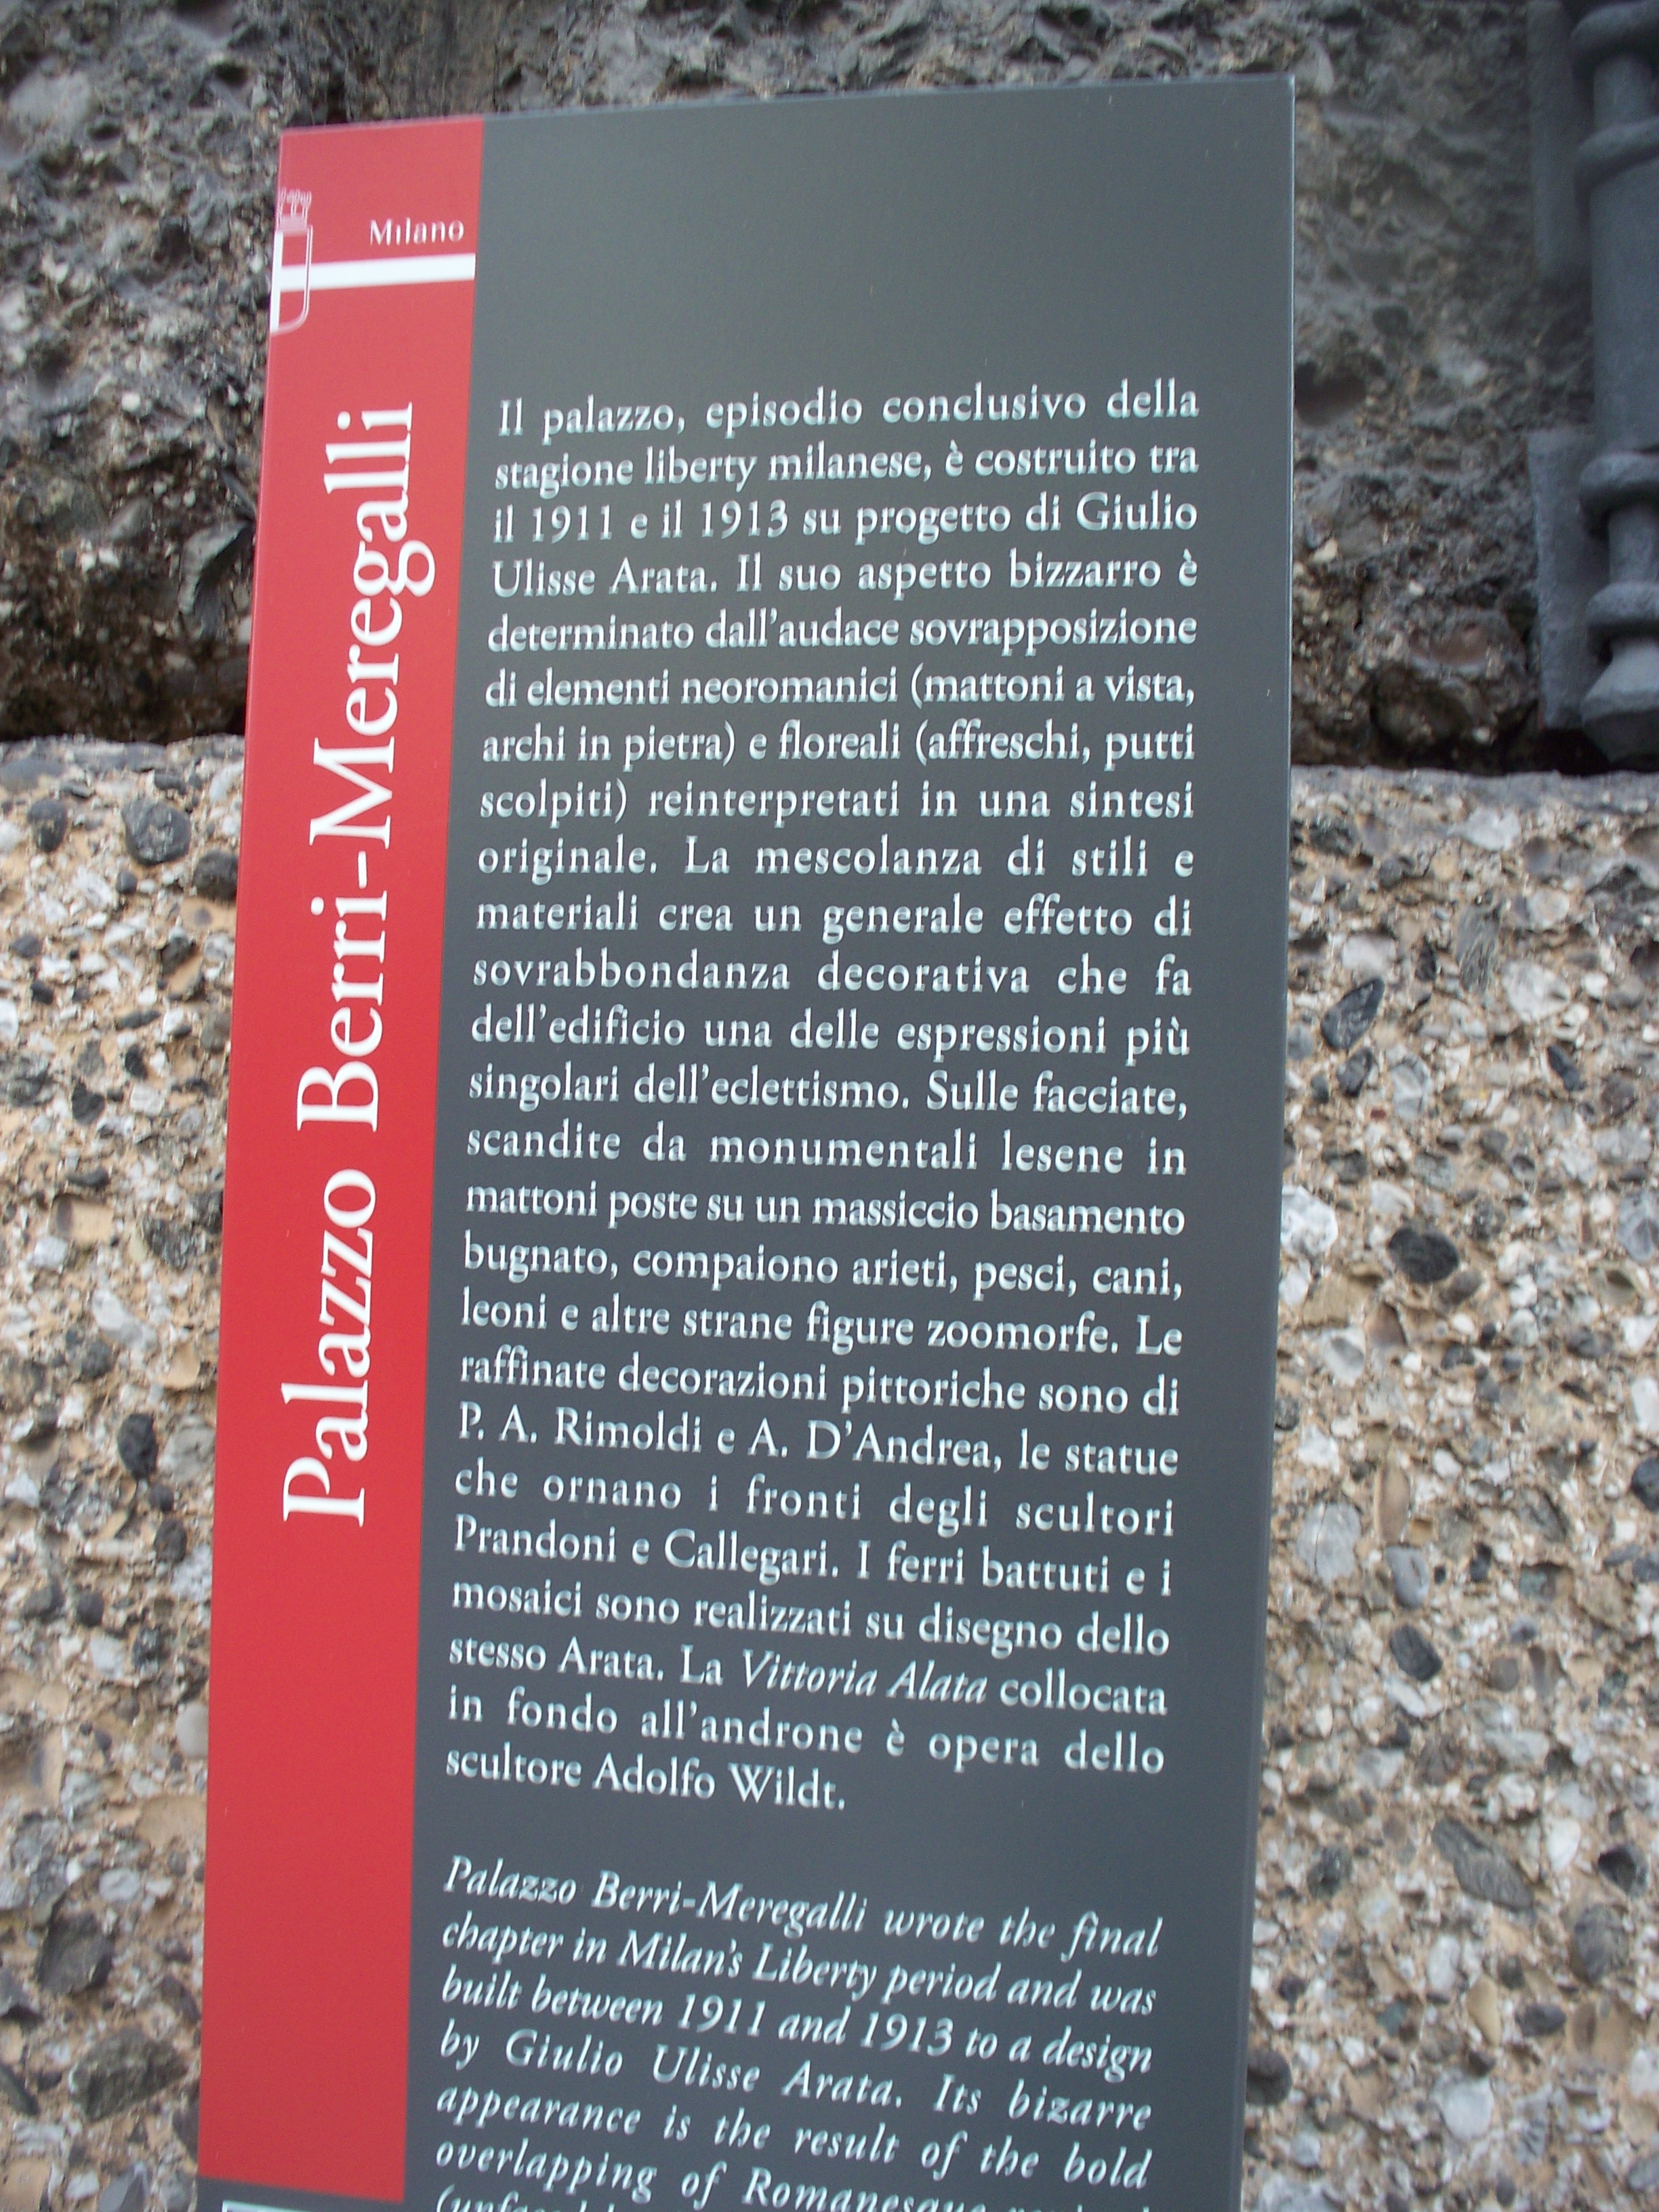 Milano
Palazzo Berri-Meregalli
Il palazzo, episodio conclusivo della
stagione liberty milanese, è costruito tra
il 1911 e il 1913 su progetto di Giulio
Ulisse Arata. Il suo aspetto bizzarro è
determinato dall'audace sovrapposizione
di elementi neoromanici (mattoni a vista,
archi in pietra) e floreali (affreschi, putti
scolpiti) reinterpretati in una sintesi
originale. La mescolanza di stili e
materiali crea un generale effetto di
sovrabbondanza decorativa che fa
dell'edificio una delle espressioni più
singolari dell'eclettismo. Sulle facciate,
scandite da monumentali lesene in
mattoni poste su un massiccio basamento
bugnato, compaiono arieti, pesci, cani,
leoni e altre strane figure zoomorfe. Le
raffinate decorazioni pittoriche sono di
P. A. Rimoldi e A. D'Andrea, le statue
che ornano i fronti degli scultori
Prandoni e Callegari. I ferri battuti e i
mosaici sono realizzati su disegno dello
stesso Arata. La Vittoria Alata collocata
in fondo all'androne è opera dello
scultore Adolfo Wildt.
Palazzo Berri-Meregalli wrote the final
chapter in Milan's Liberty period and was
built between 1911 and 1913 to a design
by Giulio Ulisse Arata. Its bizarre
appearance is the result of the bold
overlapping of Romanesque